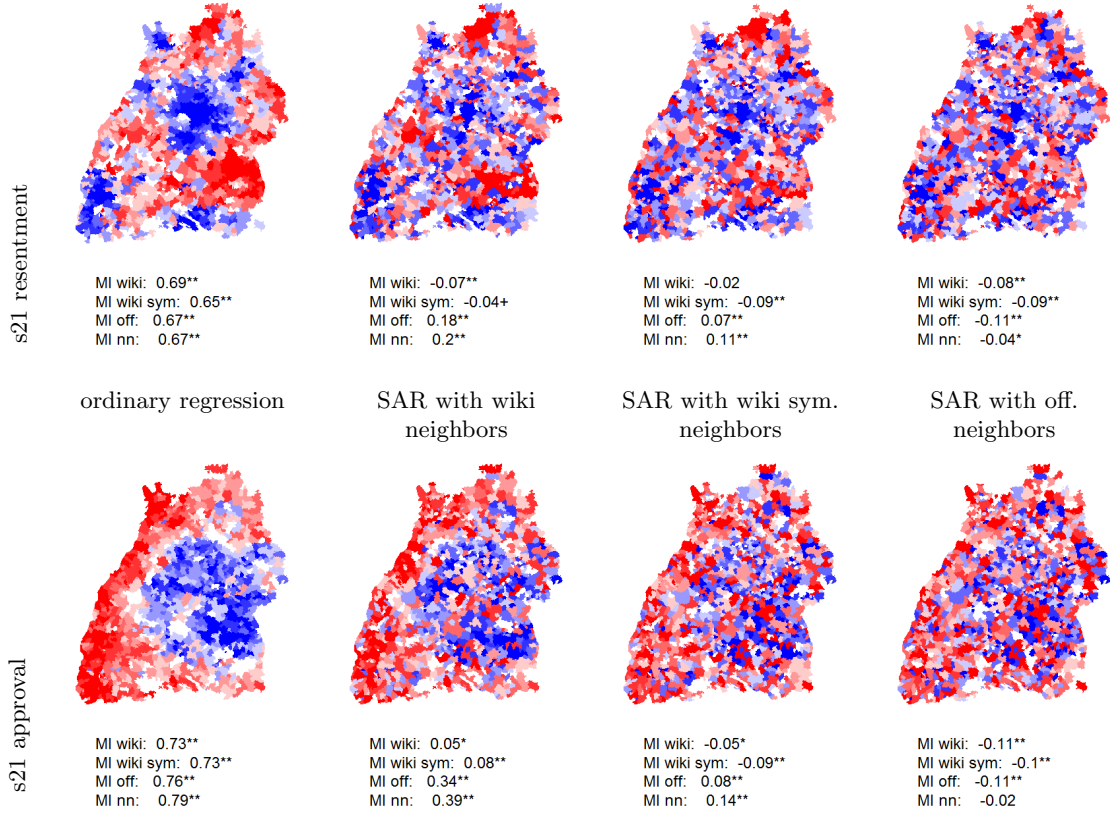 s21 resentment
MI wiki: 0.69**
MI wiki sym: 0.65**
MI off: 0.67**
MI nn: 0.67**
MI wiki: -0.07**
MI wiki sym: -0.04+
MI off: 0.18**
MI nn: 0.2**
MI wiki: -0.02
MI wiki sym: -0.09**
MI off: 0.07**
MI nn: 0.11**
MI wiki: -0.08**
MI wiki sym: -0.09**
MI off: -0.11**
MI nn: -0.04*
ordinary regression
SAR with wiki
neighbors
SAR with wiki sym.
neighbors
SAR with off.
neighbors
s21 approval
MI wiki: 0.73**
MI wiki sym: 0.73**
MI off: 0.76**
MI nn: 0.79**
MI wiki: 0.05*
MI wiki sym: 0.08**
MI off: 0.34**
MI nn: 0.39**
MI wiki: -0.05*
MI wiki sym: -0.09**
MI off: 0.08**
MI nn: 0.14**
MI wiki: -0.11**
MI wiki sym: -0.1**
MI off: -0.11**
MI nn: -0.02